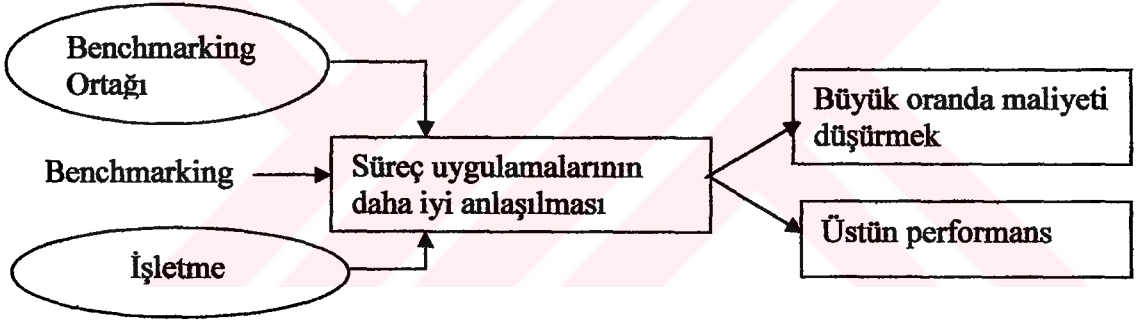 Benchmarking
Ortağı
Benchmarking
İşletme
Süreç uygulamalarının
daha iyi anlaşılması
Büyük oranda maliyeti
düşürmek
Üstün performans